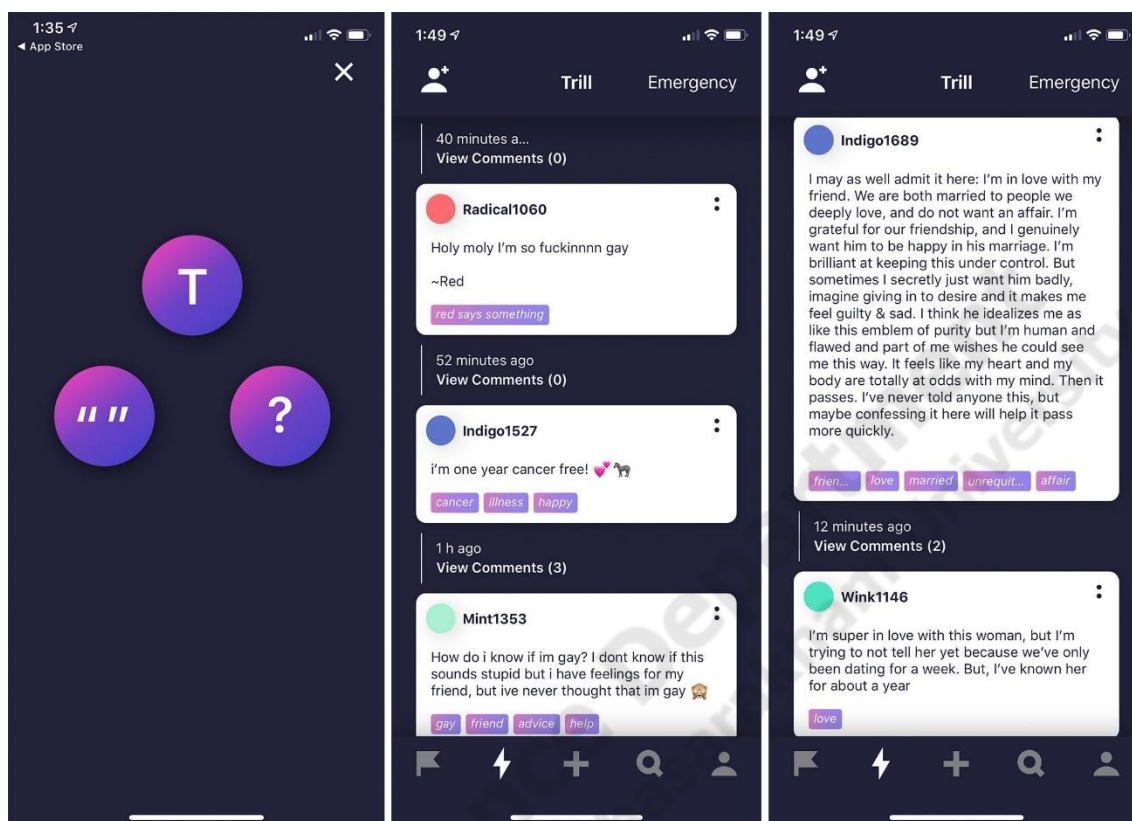 1:35
App Store
T
“ ”
?
1:49
Trill
Emergency
40 minutes a...
View Comments (0)
Radical1060
Holy moly I'm so fuckinnnn gay
~Red
red says something
52 minutes ago
View Comments (0)
Indigo1527
i'm one year cancer free! 💕🐎
cancer illness happy
1 h ago
View Comments (3)
Mint1353
How do i know if im gay? I dont know if this
sounds stupid but i have feelings for my
friend, but ive never thought that im gay 🙈
gay friend advice help
1:49
Trill
Emergency
Indigo1689
I may as well admit it here: I'm in love with my
friend. We are both married to people we
deeply love, and do not want an affair. I'm
grateful for our friendship, and I genuinely
want him to be happy in his marriage. I'm
brilliant at keeping this under control. But
sometimes I secretly just want him badly,
imagine giving in to desire and it makes me
feel guilty & sad. I think he idealizes me as
like this emblem of purity but I'm human and
flawed and part of me wishes he could see
me this way. It feels like my heart and my
body are totally at odds with my mind. Then it
passes. I've never told anyone this, but
maybe confessing it here will help it pass
more quickly.
frien... love married unrequit... affair
12 minutes ago
View Comments (2)
Wink1146
I'm super in love with this woman, but I'm
trying to not tell her yet because we've only
been dating for a week. But, I've known her
for about a year
love
Department
University